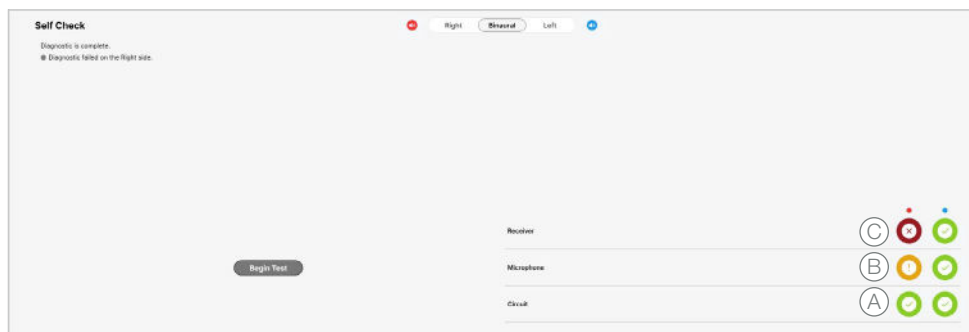 Self Check
Right Binaural Left
Diagnostic is complete.
Diagnostic failed on the Right side.
Receiver
C
Begin Test
Microphone
B
Circuit
A